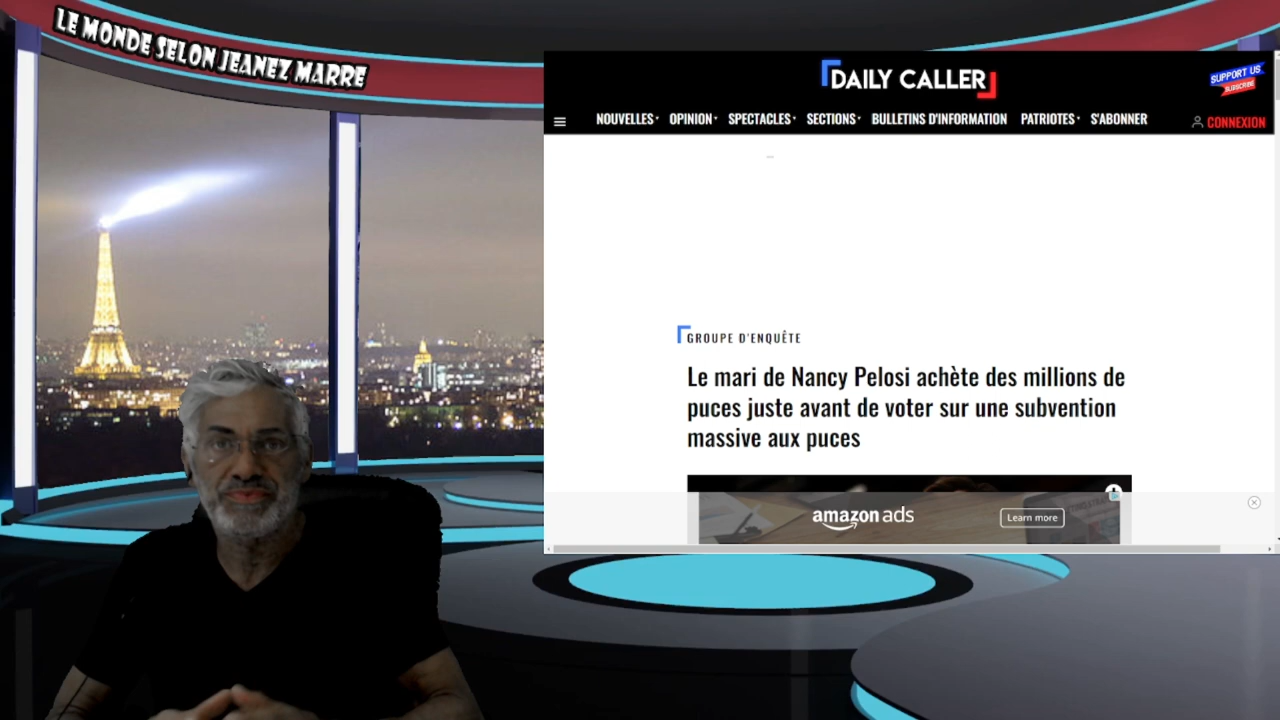 LE MONDE SELON JEANEZ MARRE
DAILY CALLER
SUPPORT US
SUBSCRIBE
NOUVELLES OPINION SPECTACLES SECTIONS BULLETINS D'INFORMATION PATRIOTES S'ABONNER CONNEXION
GROUPE D'ENQUÊTE
Le mari de Nancy Pelosi achète des millions de
puces juste avant de voter sur une subvention
massive aux puces
amazon ads
Learn more